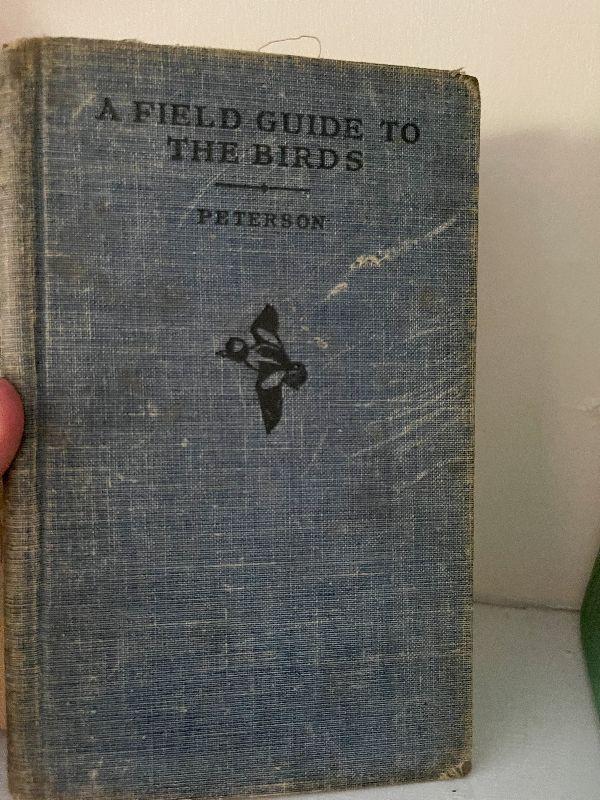 A FIELD GUIDE TO
THE BIRDS
PETERSON